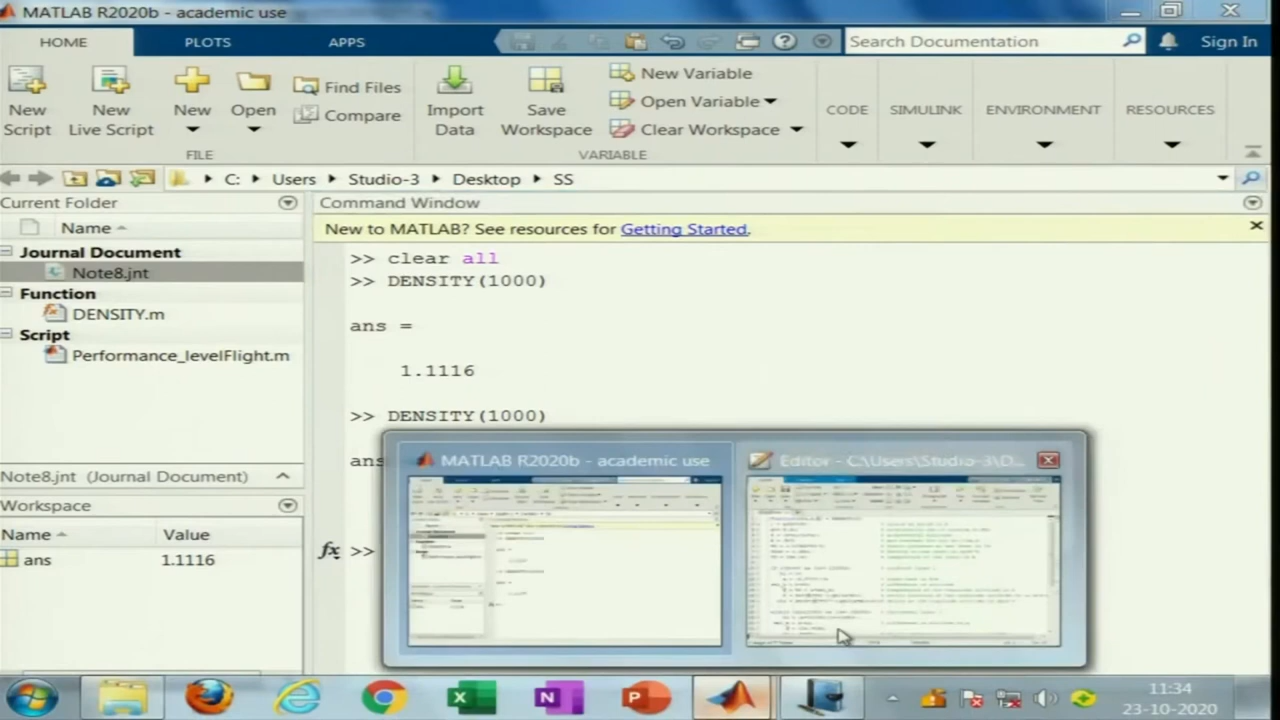 MATLAB R2020b - academic use
HOME PLOTS APPS Search Documentation Sign In
New Script
New Live Script
New
Open
Find Files
Compare
Import Data
Save Workspace
New Variable
Open Variable
Clear Workspace
CODE SIMULINK ENVIRONMENT RESOURCES
FILE VARIABLE
C: Users Studio-3 Desktop SS
Current Folder
Name
Journal Document
Note8.jnt
Function
DENSITY.m
Script
Performance_levelFlight.m
Note8.jnt (Journal Document)
Workspace
Name Value
ans 1.1116
Command Window
New to MATLAB? See resources for Getting Started.
>> clear all
>> DENSITY(1000)
ans =
1.1116
>> DENSITY(1000)
ans
fx >>
MATLAB R2020b - academic use
Editor - C:\Users\Studio-3\D...
11:34
23-10-2020